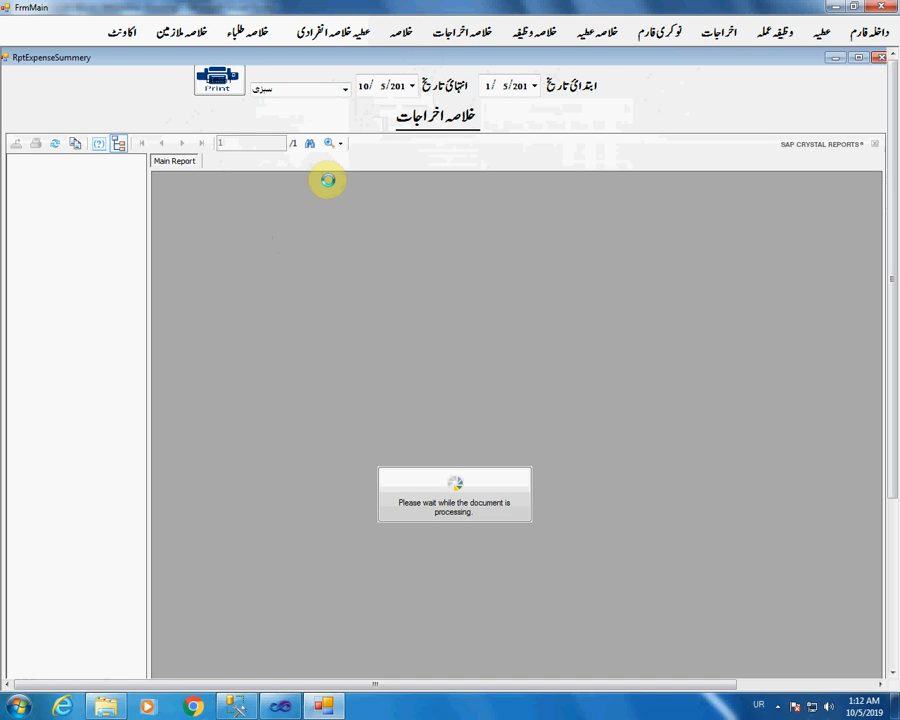 FrmMain
داخلہ فارم عطیہ وظیفہ عملہ اخراجات نوکری فارم خلاصہ عطیہ خلاصہ وظیفہ خلاصہ اخراجات خلاصہ عطیہ خلاصہ انفرادی خلاصہ طلباء خلاصہ ملازمین اکاونٹ
RptExpenseSummery
ابتدائ تاریخ 1/ 5/201 انتہائ تاریخ 10/ 5/201 سبزی Print
خلاصہ اخراجات
1 /1 SAP CRYSTAL REPORTS®
Main Report
Please wait while the document is
processing.
UR 1:12 AM
10/5/2019